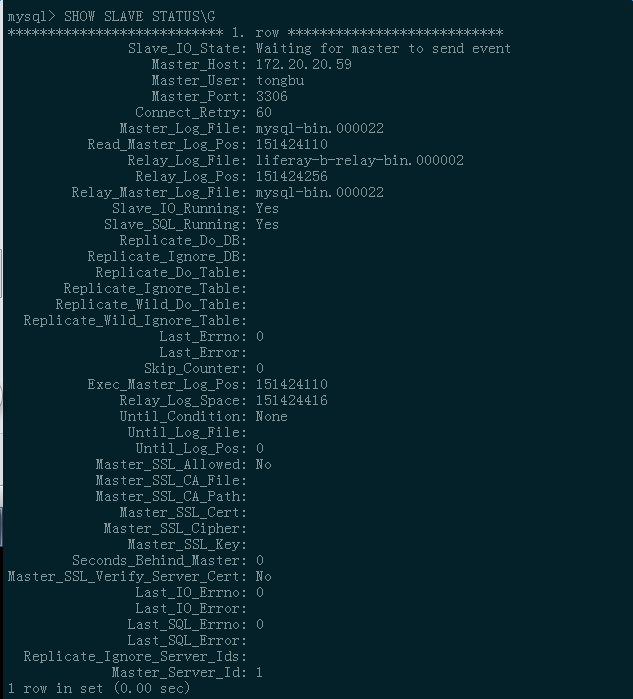 mysql> SHOW SLAVE STATUS\G
*************************** 1. row ***************************
Slave_IO_State: Waiting for master to send event
Master_Host: 172.20.20.59
Master_User: tongbu
Master_Port: 3306
Connect_Retry: 60
Master_Log_File: mysql-bin.000022
Read_Master_Log_Pos: 151424110
Relay_Log_File: liferay-b-relay-bin.000002
Relay_Log_Pos: 151424256
Relay_Master_Log_File: mysql-bin.000022
Slave_IO_Running: Yes
Slave_SQL_Running: Yes
Replicate_Do_DB:
Replicate_Ignore_DB:
Replicate_Do_Table:
Replicate_Ignore_Table:
Replicate_Wild_Do_Table:
Replicate_Wild_Ignore_Table:
Last_Errno: 0
Last_Error:
Skip_Counter: 0
Exec_Master_Log_Pos: 151424110
Relay_Log_Space: 151424416
Until_Condition: None
Until_Log_File:
Until_Log_Pos: 0
Master_SSL_Allowed: No
Master_SSL_CA_File:
Master_SSL_CA_Path:
Master_SSL_Cert:
Master_SSL_Cipher:
Master_SSL_Key:
Seconds_Behind_Master: 0
Master_SSL_Verify_Server_Cert: No
Last_IO_Errno: 0
Last_IO_Error:
Last_SQL_Errno: 0
Last_SQL_Error:
Replicate_Ignore_Server_Ids:
Master_Server_Id: 1
1 row in set (0.00 sec)